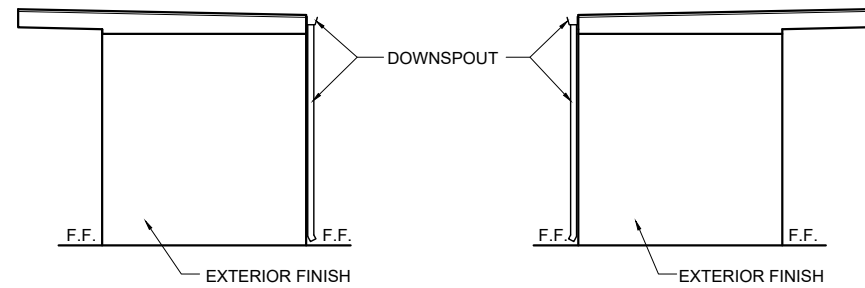 DOWNSPOUT
F.F.
F.F.
F.F.
F.F.
EXTERIOR FINISH
EXTERIOR FINISH